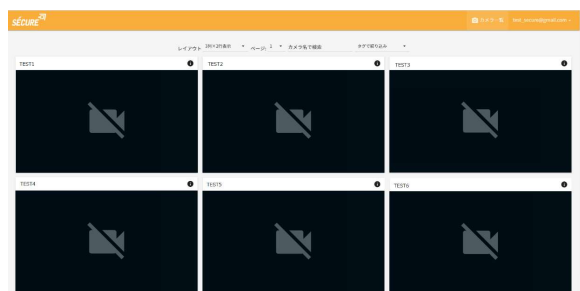 SÉCURE
カメラ一覧 test_secure@gmail.com
レイアウト ページ: 1 カメラ名で検索 タグで絞り込み
TEST1 TEST2 TEST3
TEST4 TEST5 TEST6